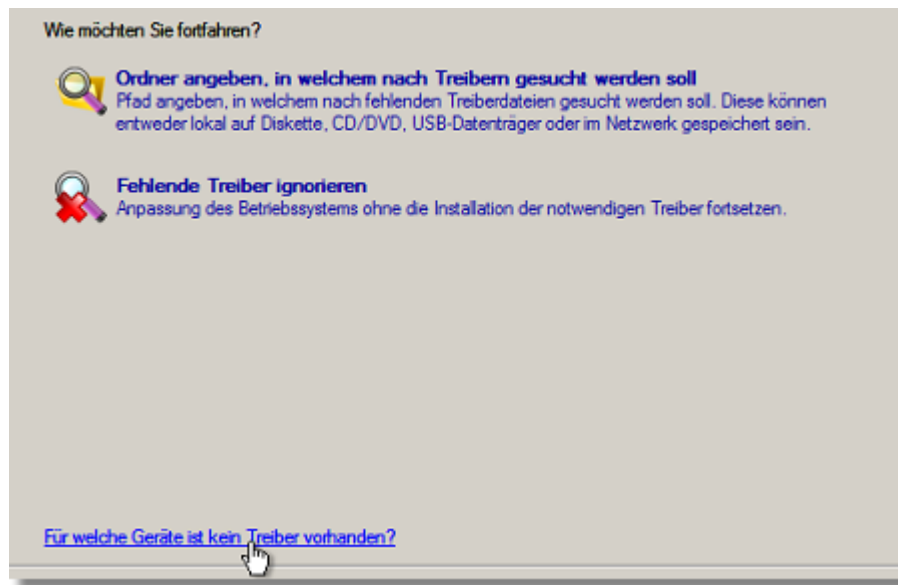 Wie möchten Sie fortfahren?
Ordner angeben, in welchem nach Treibern gesucht werden soll
Pfad angeben, in welchem nach fehlenden Treiberdateien gesucht werden soll. Diese können
entweder lokal auf Diskette, CD/DVD, USB-Datenträger oder im Netzwerk gespeichert sein.
Fehlende Treiber ignorieren
Anpassung des Betriebssystems ohne die Installation der notwendigen Treiber fortsetzen.
Für welche Geräte ist kein Treiber vorhanden?